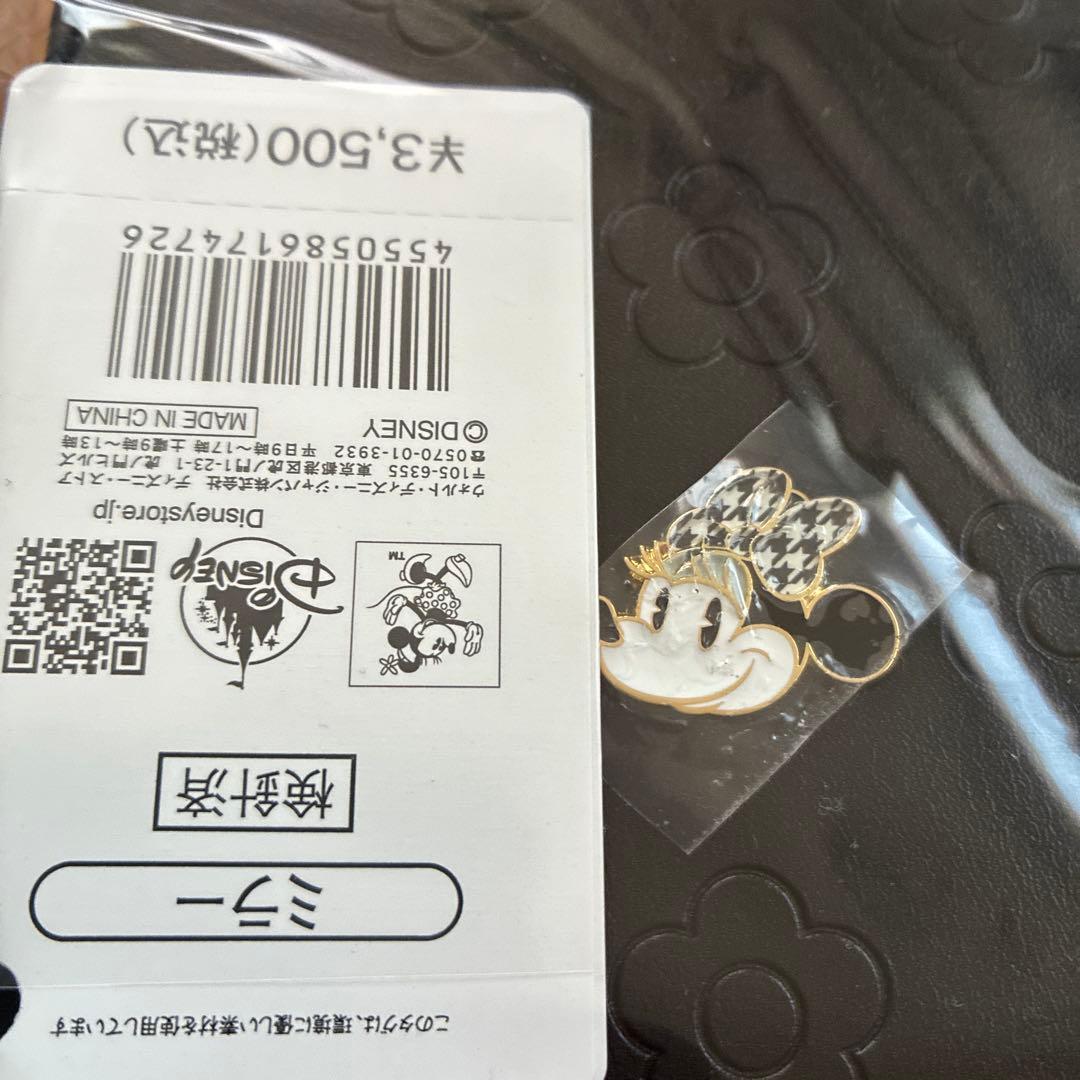 このタグは、環境に優しい素材を使用しています
ミラー
検針済
TM
Disney
Disneystore.jp
ウォルト・ディズニー・ジャパン株式会社 ディズニー・ストア
〒105-6355 東京都港区虎ノ門1-23-1 虎ノ門ヒルズ
☎0570-01-3932 平日9時~17時 土曜9時~13時
©DISNEY MADE IN CHINA
4550586174726
¥3,500(税込)